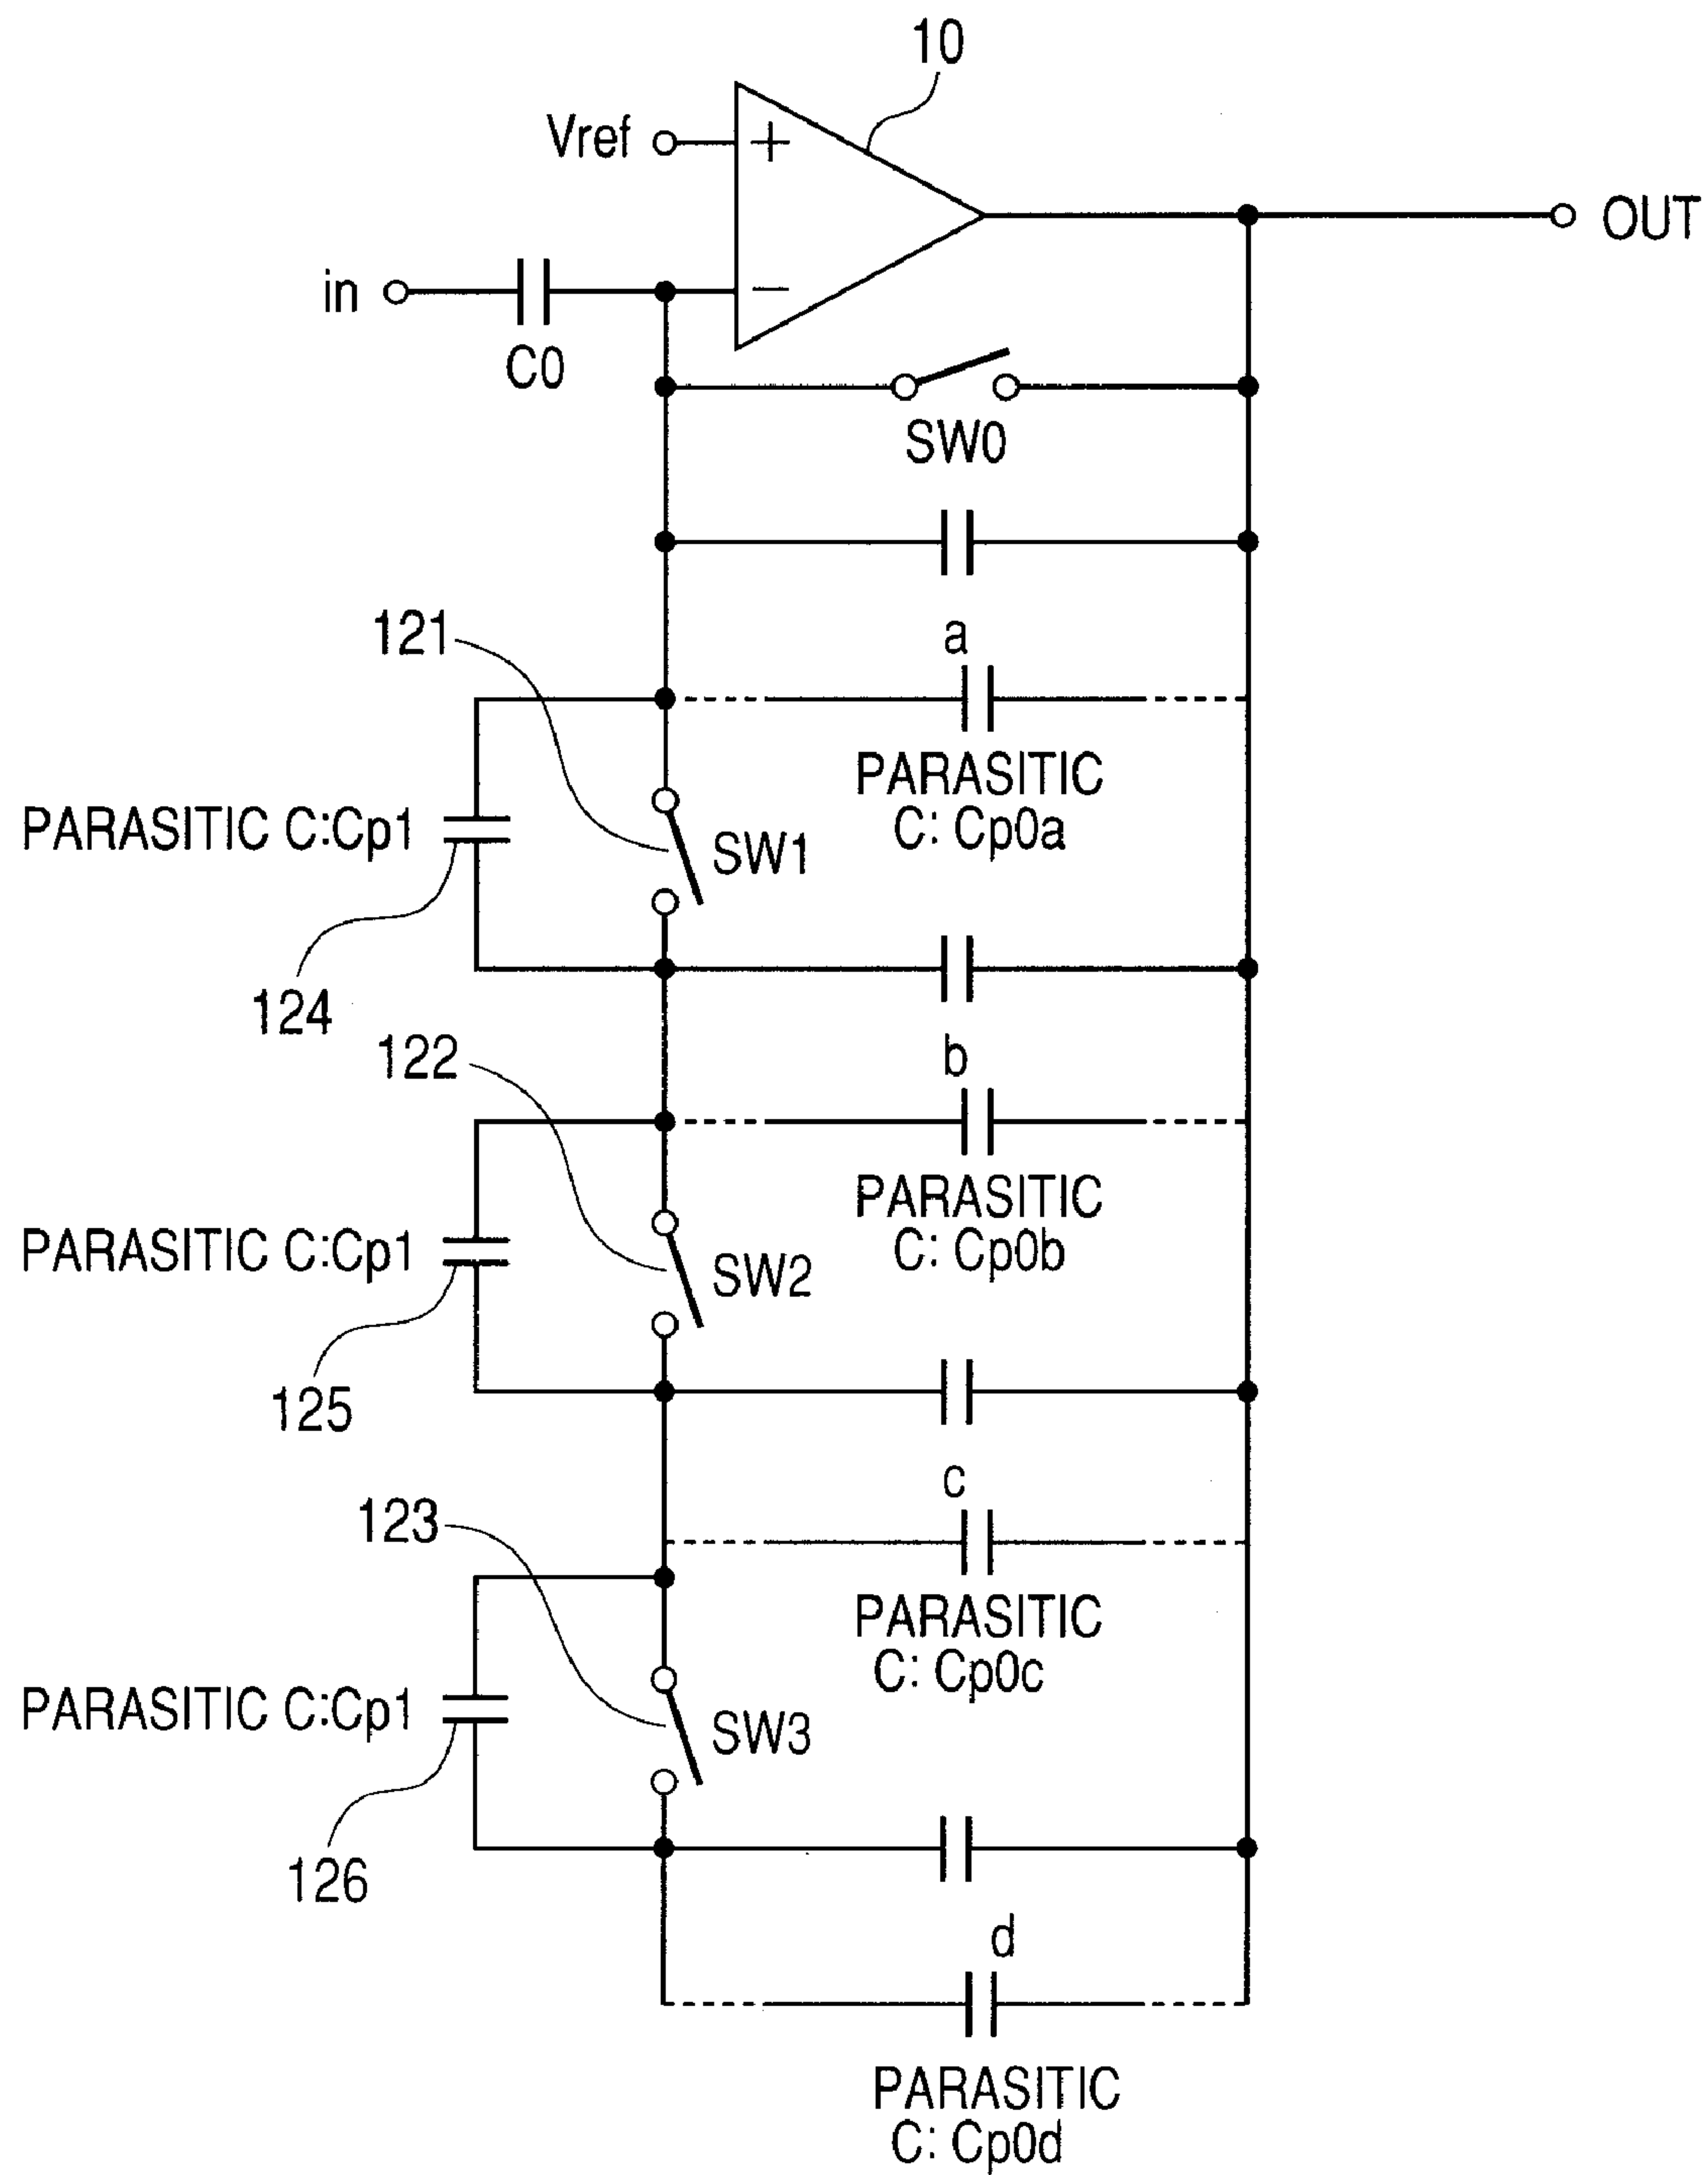 10
Vref
+
OUT
in
−
C0
SW0
121
a
PARASITIC
C: Cp0a
PARASITIC C:Cp1
SW1
124
122
b
PARASITIC
C: Cp0b
PARASITIC C:Cp1
SW2
125
c
123
PARASITIC
C: Cp0c
PARASITIC C:Cp1
SW3
126
d
PARASITIC
C: Cp0d